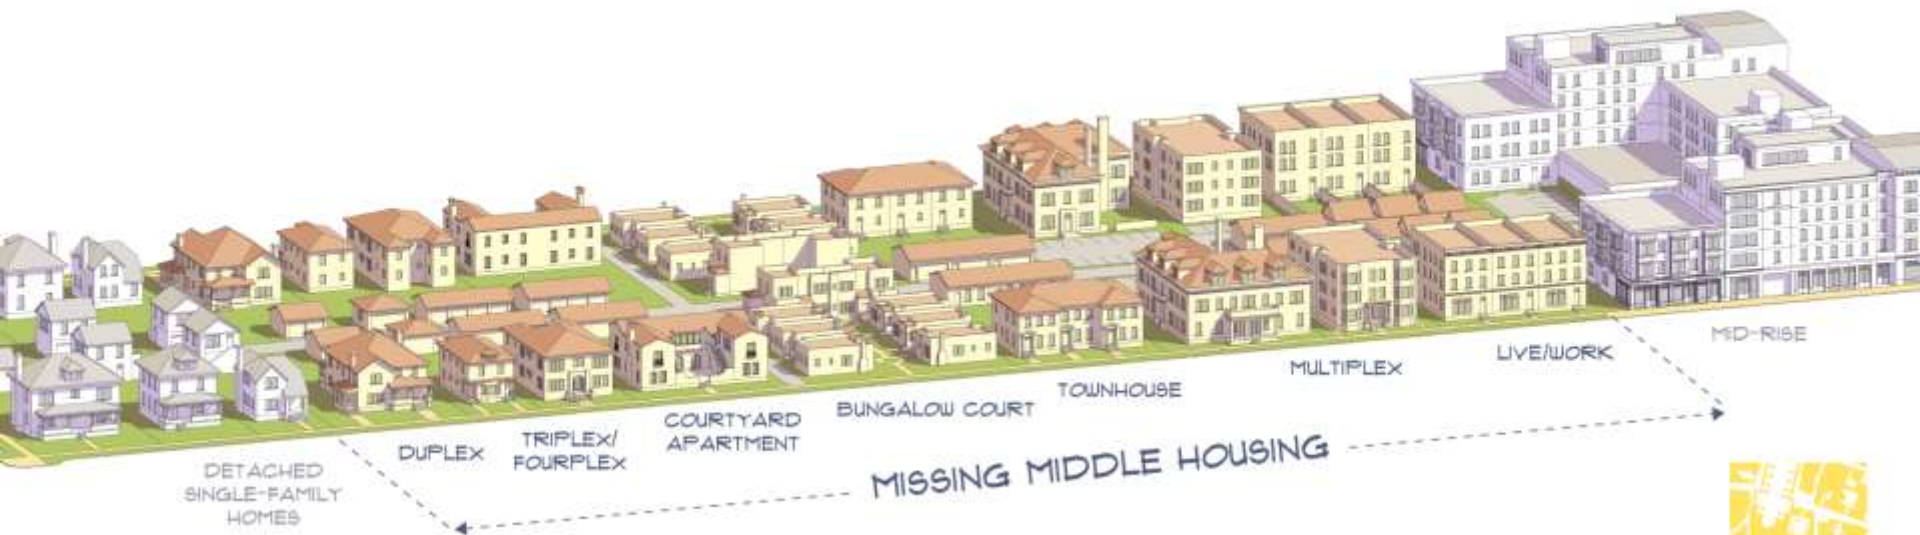 DETACHED
SINGLE-FAMILY
HOMES
DUPLEX
TRIPLEX/
FOURPLEX
COURTYARD
APARTMENT
BUNGALOW COURT
TOWNHOUSE
MULTIPLEX
LIVE/WORK
MID-RISE
MISSING MIDDLE HOUSING